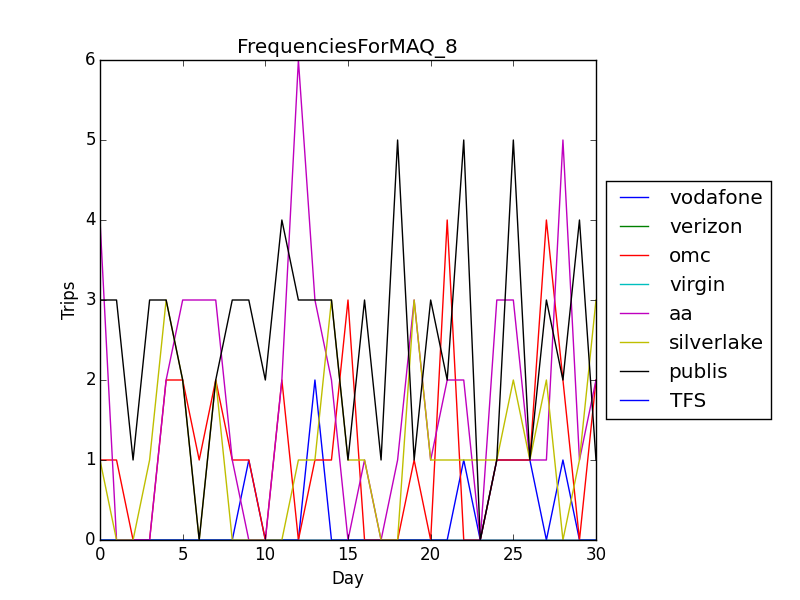 FrequenciesForMAQ_8
6
5
4
3
2
1
0
Trips
0 5 10 15 20 25 30
Day
vodafone
verizon
omc
virgin
aa
silverlake
publis
TFS